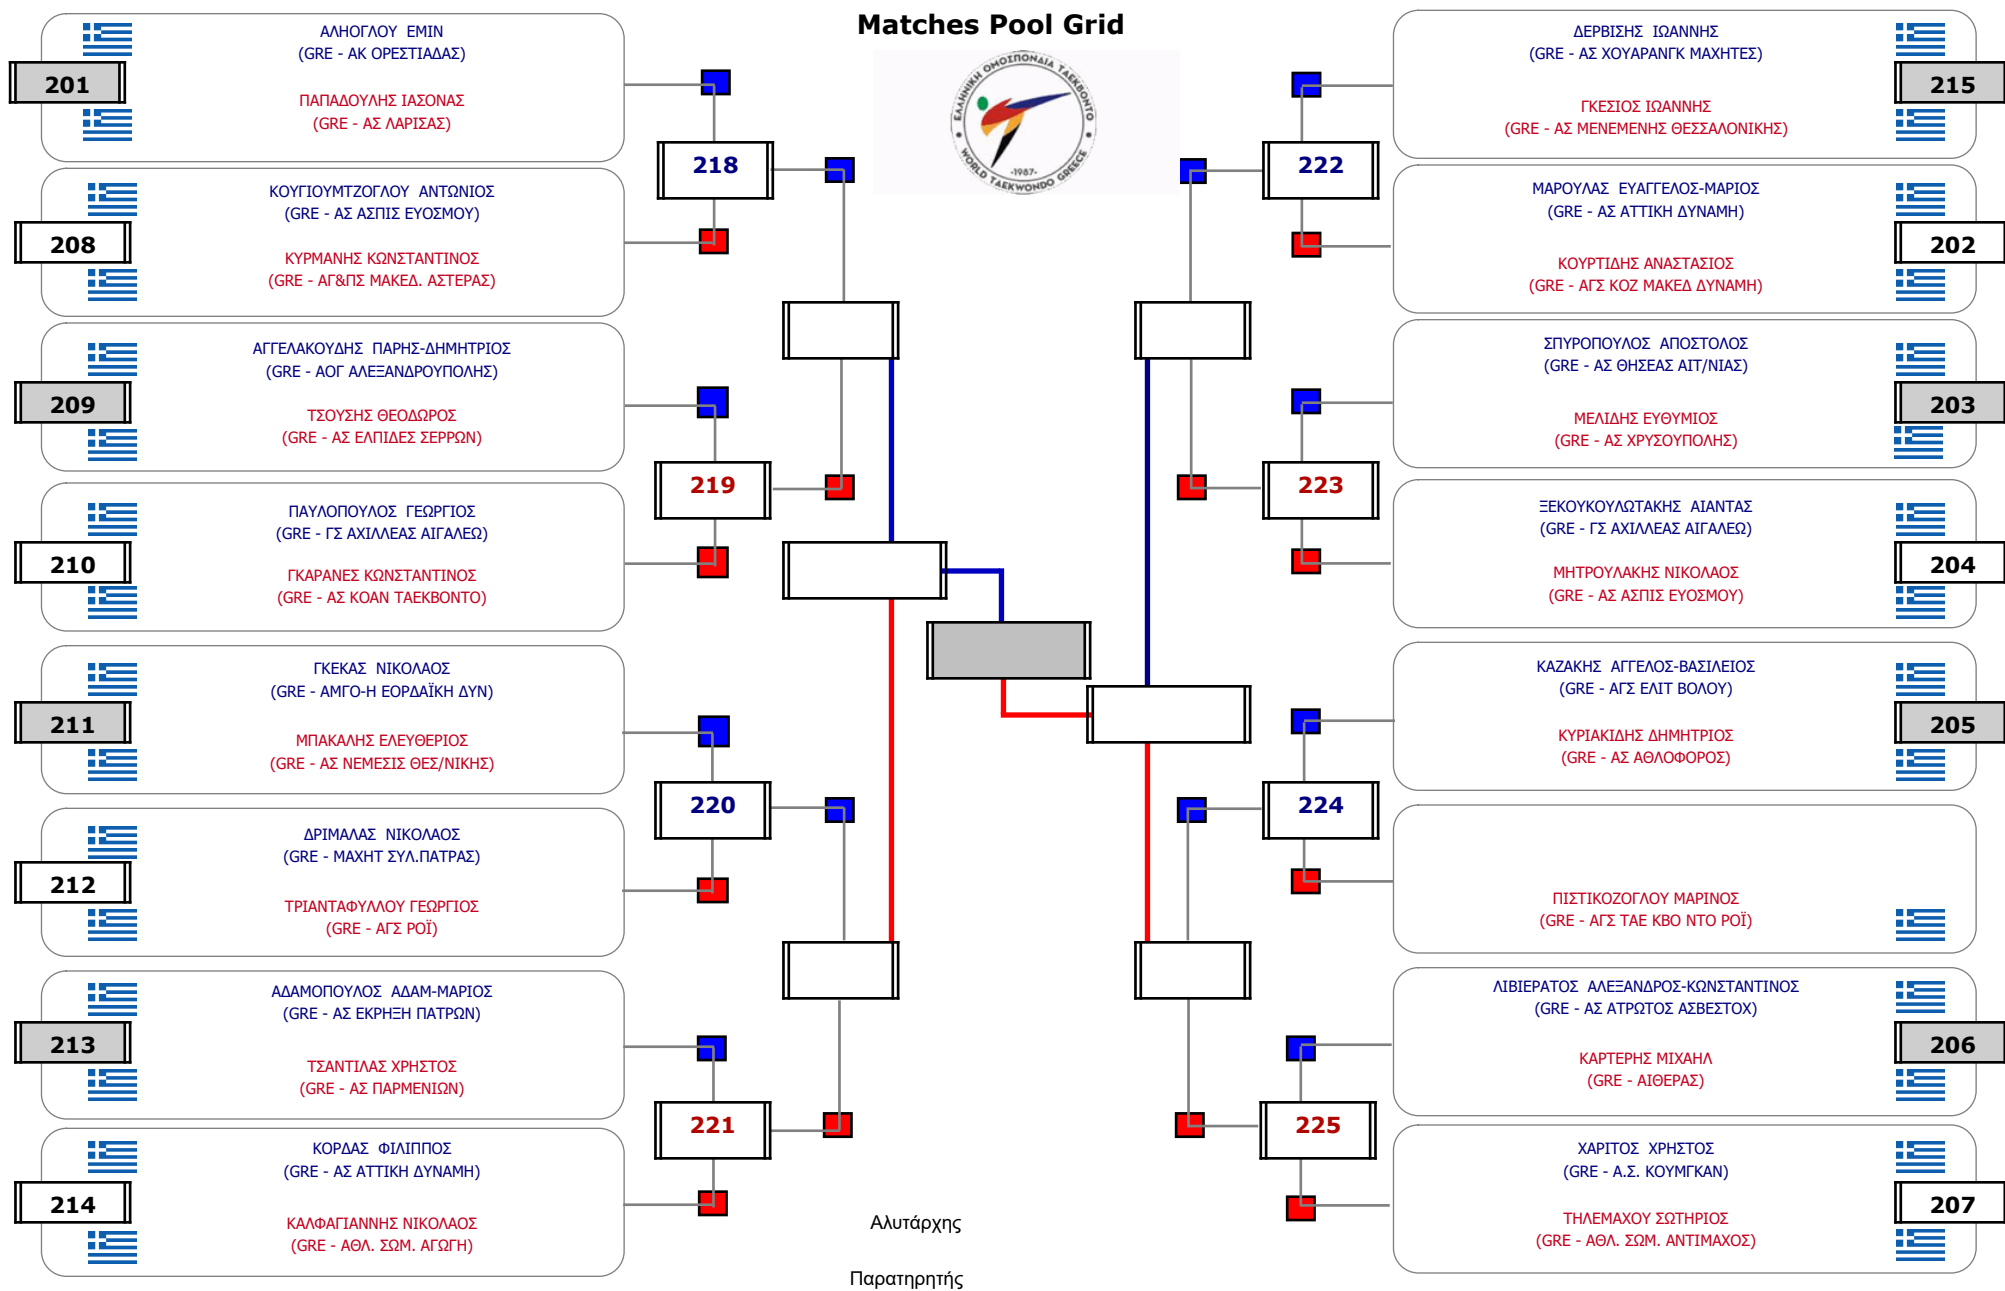 Matches Pool Grid
ΕΛΛΗΝΙΚΗ ΟΜΟΣΠΟΝΔΙΑ ΤΑΕΚΒΟΝΤΟ
-1987-
WORLD TAEKWONDO GREECE
201
ΑΛΗΟΓΛΟΥ ΕΜΙΝ
(GRE - ΑΚ ΟΡΕΣΤΙΑΔΑΣ)
ΠΑΠΑΔΟΥΛΗΣ ΙΑΣΟΝΑΣ
(GRE - ΑΣ ΛΑΡΙΣΑΣ)
208
ΚΟΥΓΙΟΥΜΤΖΟΓΛΟΥ ΑΝΤΩΝΙΟΣ
(GRE - ΑΣ ΑΣΠΙΣ ΕΥΟΣΜΟΥ)
ΚΥΡΜΑΝΗΣ ΚΩΝΣΤΑΝΤΙΝΟΣ
(GRE - ΑΓ&ΠΣ ΜΑΚΕΔ. ΑΣΤΕΡΑΣ)
209
ΑΓΓΕΛΑΚΟΥΔΗΣ ΠΑΡΗΣ-ΔΗΜΗΤΡΙΟΣ
(GRE - ΑΟΓ ΑΛΕΞΑΝΔΡΟΥΠΟΛΗΣ)
ΤΣΟΥΣΗΣ ΘΕΟΔΩΡΟΣ
(GRE - ΑΣ ΕΛΠΙΔΕΣ ΣΕΡΡΩΝ)
210
ΠΑΥΛΟΠΟΥΛΟΣ ΓΕΩΡΓΙΟΣ
(GRE - ΓΣ ΑΧΙΛΛΕΑΣ ΑΙΓΑΛΕΩ)
ΓΚΑΡΑΝΕΣ ΚΩΝΣΤΑΝΤΙΝΟΣ
(GRE - ΑΣ ΚΟΑΝ ΤΑΕΚΒΟΝΤΟ)
211
ΓΚΕΚΑΣ ΝΙΚΟΛΑΟΣ
(GRE - ΑΜΓΟ-Η ΕΟΡΔΑΪΚΗ ΔΥΝ)
ΜΠΑΚΑΛΗΣ ΕΛΕΥΘΕΡΙΟΣ
(GRE - ΑΣ ΝΕΜΕΣΙΣ ΘΕΣ/ΝΙΚΗΣ)
212
ΔΡΙΜΑΛΑΣ ΝΙΚΟΛΑΟΣ
(GRE - ΜΑΧΗΤ ΣΥΛ.ΠΑΤΡΑΣ)
ΤΡΙΑΝΤΑΦΥΛΛΟΥ ΓΕΩΡΓΙΟΣ
(GRE - ΑΓΣ ΡΟΪ)
213
ΑΔΑΜΟΠΟΥΛΟΣ ΑΔΑΜ-ΜΑΡΙΟΣ
(GRE - ΑΣ ΕΚΡΗΞΗ ΠΑΤΡΩΝ)
ΤΣΑΝΤΙΛΑΣ ΧΡΗΣΤΟΣ
(GRE - ΑΣ ΠΑΡΜΕΝΙΩΝ)
214
ΚΟΡΔΑΣ ΦΙΛΙΠΠΟΣ
(GRE - ΑΣ ΑΤΤΙΚΗ ΔΥΝΑΜΗ)
ΚΑΛΦΑΓΙΑΝΝΗΣ ΝΙΚΟΛΑΟΣ
(GRE - ΑΘΛ. ΣΩΜ. ΑΓΩΓΗ)
218
219
220
221
222
223
224
225
ΔΕΡΒΙΣΗΣ ΙΩΑΝΝΗΣ
(GRE - ΑΣ ΧΟΥΑΡΑΝΓΚ ΜΑΧΗΤΕΣ)
215
ΓΚΕΣΙΟΣ ΙΩΑΝΝΗΣ
(GRE - ΑΣ ΜΕΝΕΜΕΝΗΣ ΘΕΣΣΑΛΟΝΙΚΗΣ)
ΜΑΡΟΥΛΑΣ ΕΥΑΓΓΕΛΟΣ-ΜΑΡΙΟΣ
(GRE - ΑΣ ΑΤΤΙΚΗ ΔΥΝΑΜΗ)
202
ΚΟΥΡΤΙΔΗΣ ΑΝΑΣΤΑΣΙΟΣ
(GRE - ΑΓΣ ΚΟΖ ΜΑΚΕΔ ΔΥΝΑΜΗ)
ΣΠΥΡΟΠΟΥΛΟΣ ΑΠΟΣΤΟΛΟΣ
(GRE - ΑΣ ΘΗΣΕΑΣ ΑΙΤ/ΝΙΑΣ)
203
ΜΕΛΙΔΗΣ ΕΥΘΥΜΙΟΣ
(GRE - ΑΣ ΧΡΥΣΟΥΠΟΛΗΣ)
ΞΕΚΟΥΚΟΥΛΩΤΑΚΗΣ ΑΙΑΝΤΑΣ
(GRE - ΓΣ ΑΧΙΛΛΕΑΣ ΑΙΓΑΛΕΩ)
204
ΜΗΤΡΟΥΛΑΚΗΣ ΝΙΚΟΛΑΟΣ
(GRE - ΑΣ ΑΣΠΙΣ ΕΥΟΣΜΟΥ)
ΚΑΖΑΚΗΣ ΑΓΓΕΛΟΣ-ΒΑΣΙΛΕΙΟΣ
(GRE - ΑΓΣ ΕΛΙΤ ΒΟΛΟΥ)
205
ΚΥΡΙΑΚΙΔΗΣ ΔΗΜΗΤΡΙΟΣ
(GRE - ΑΣ ΑΘΛΟΦΟΡΟΣ)
ΠΙΣΤΙΚΟΖΟΓΛΟΥ ΜΑΡΙΝΟΣ
(GRE - ΑΓΣ ΤΑΕ ΚΒΟ ΝΤΟ ΡΟΪ)
ΛΙΒΙΕΡΑΤΟΣ ΑΛΕΞΑΝΔΡΟΣ-ΚΩΝΣΤΑΝΤΙΝΟΣ
(GRE - ΑΣ ΑΤΡΩΤΟΣ ΑΣΒΕΣΤΟΧ)
206
ΚΑΡΤΕΡΗΣ ΜΙΧΑΗΛ
(GRE - ΑΙΘΕΡΑΣ)
ΧΑΡΙΤΟΣ ΧΡΗΣΤΟΣ
(GRE - Α.Σ. ΚΟΥΜΓΚΑΝ)
207
ΤΗΛΕΜΑΧΟΥ ΣΩΤΗΡΙΟΣ
(GRE - ΑΘΛ. ΣΩΜ. ΑΝΤΙΜΑΧΟΣ)
Αλυτάρχης
Παρατηρητής